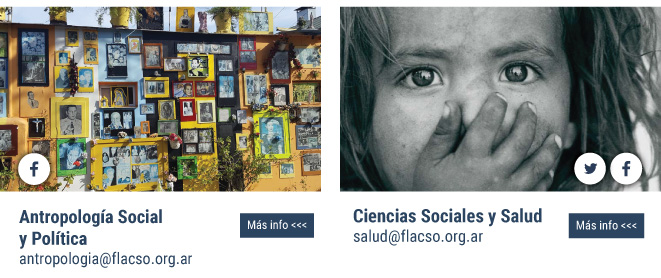 Antropología Social
y Política
antropologia@flacso.org.ar
Más info <<<
Ciencias Sociales y Salud
salud@flacso.org.ar
Más info <<<